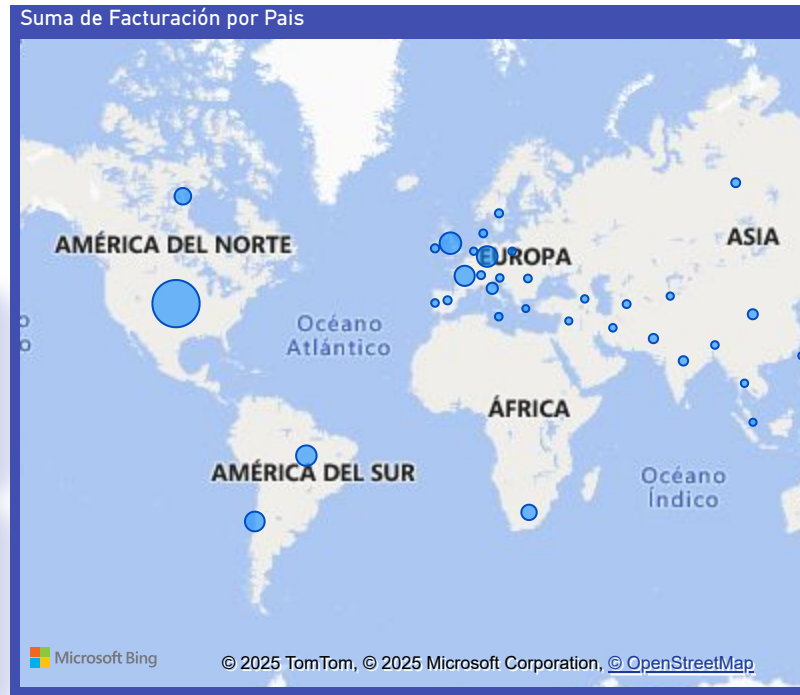 Suma de Facturación por Pais
AMÉRICA DEL NORTE
EUROPA
ASIA
Océano
Atlántico
ÁFRICA
AMÉRICA DEL SUR
Océano
Índico
Microsoft Bing
© 2025 TomTom, © 2025 Microsoft Corporation, © OpenStreetMap